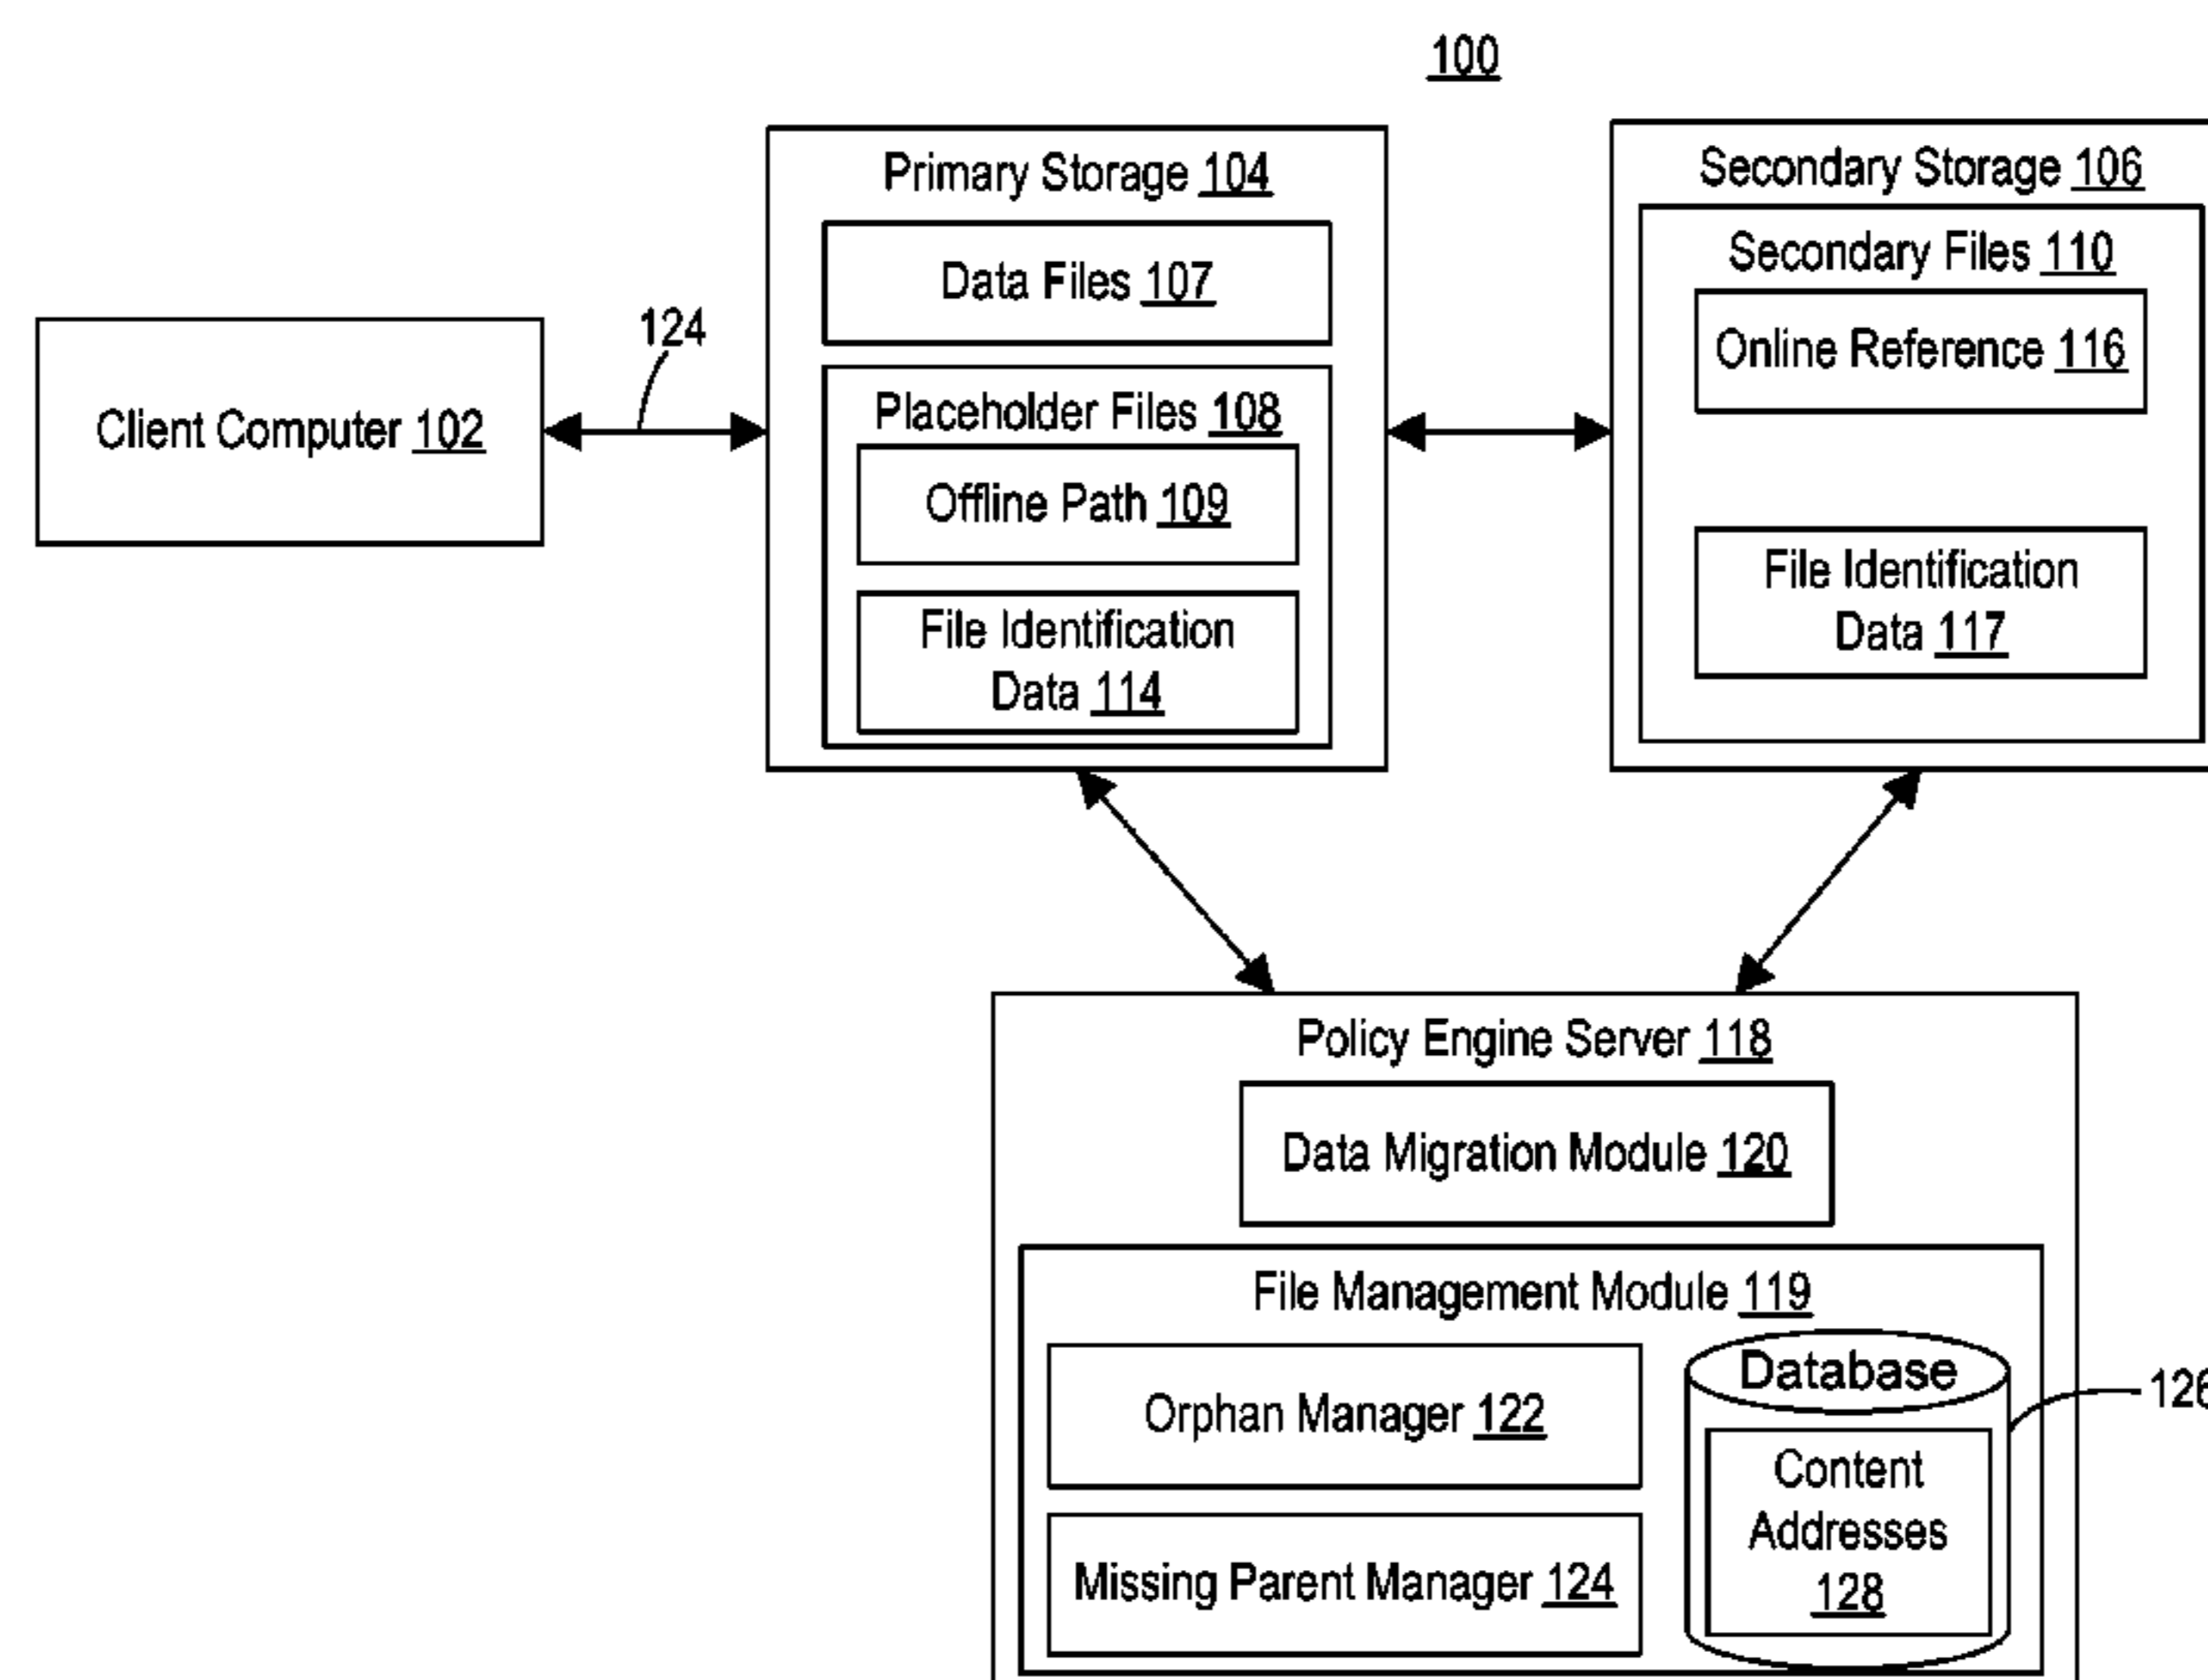 100
Primary Storage 104
Data Files 107
Placeholder Files 108
Offline Path 109
File Identification
Data 114
Secondary Storage 106
Secondary Files 110
Online Reference 116
File Identification
Data 117
Client Computer 102
124
Policy Engine Server 118
Data Migration Module 120
File Management Module 119
Orphan Manager 122
Missing Parent Manager 124
Database
Content
Addresses
128
126